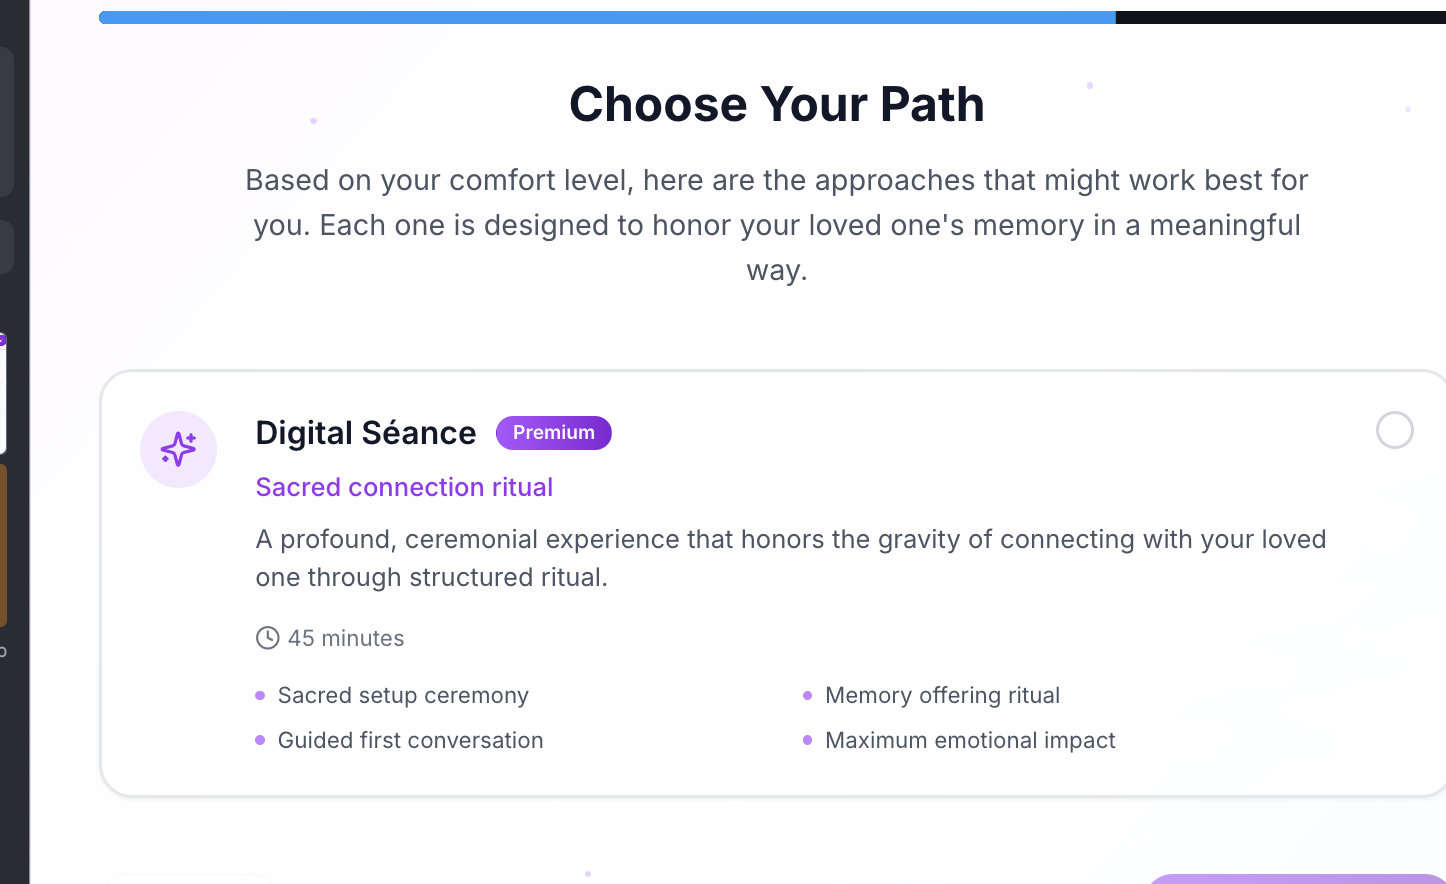 Choose Your Path
Based on your comfort level, here are the approaches that might work best for
you. Each one is designed to honor your loved one's memory in a meaningful
way.
Digital Séance Premium
Sacred connection ritual
A profound, ceremonial experience that honors the gravity of connecting with your loved
one through structured ritual.
45 minutes
Sacred setup ceremony
Memory offering ritual
Guided first conversation
Maximum emotional impact